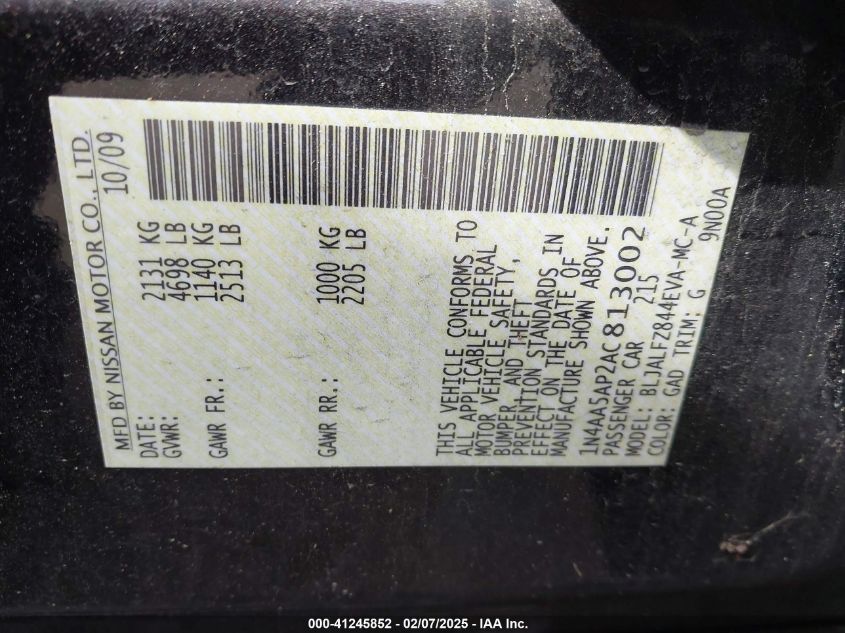 MFD BY NISSAN MOTOR CO., LTD.
DATE: 10/09
GVWR: 2131 KG
4698 LB
GAWR FR.: 1140 KG
2513 LB
GAWR RR.: 1000 KG
2205 LB
THIS VEHICLE CONFORMS TO
ALL APPLICABLE FEDERAL
MOTOR VEHICLE SAFETY,
BUMPER, AND THEFT
PREVENTION STANDARDS IN
EFFECT ON THE DATE OF
MANUFACTURE SHOWN ABOVE.
1N4AA5AP2AC813002
PASSENGER CAR 215
MODEL: BLJALFZ844EVA-MC-A
COLOR: GAD TRIM: G 9N00A
000-41245852 - 02/07/2025 - IAA Inc.